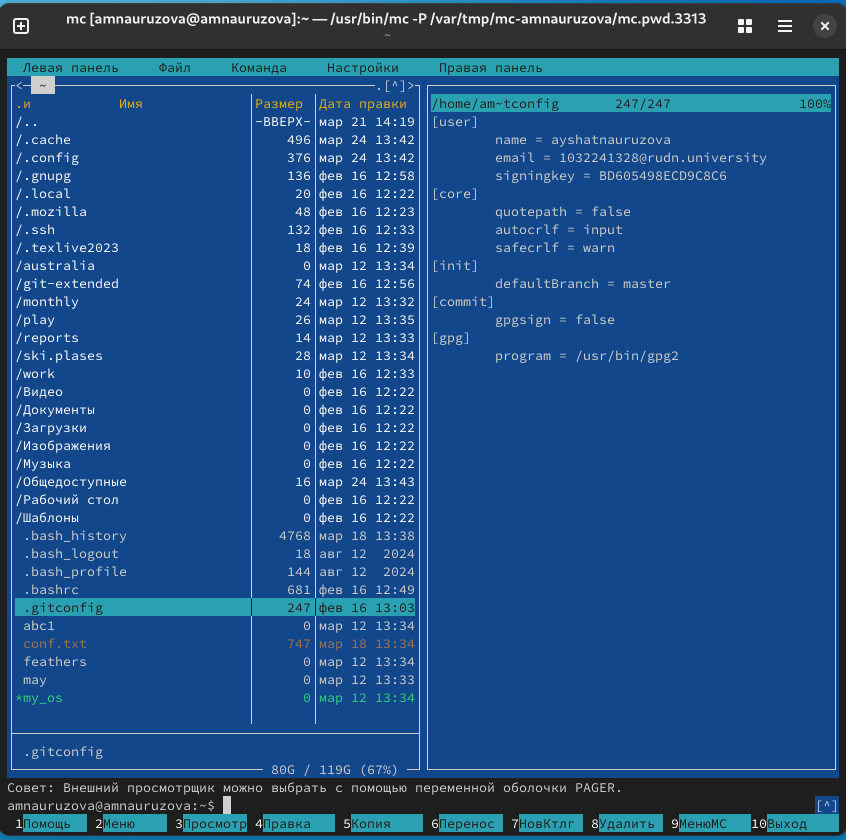 mc [amnauruzova@amnauruzova]:~ — /usr/bin/mc -P /var/tmp/mc-amnauruzova/mc.pwd.3313
~
Левая панель Файл Команда Настройки Правая панель
<— ~ .[^]>
.и Имя Размер Дата правки
/.. -ВВЕРХ- мар 21 14:19
/.cache 496 мар 24 13:42
/.config 376 мар 24 13:42
/.gnupg 136 фев 16 12:58
/.local 20 фев 16 12:22
/.mozilla 48 фев 16 12:23
/.ssh 132 фев 16 12:33
/.texlive2023 18 фев 16 12:39
/australia 0 мар 12 13:34
/git-extended 74 фев 16 12:56
/monthly 24 мар 12 13:32
/play 26 мар 12 13:35
/reports 14 мар 12 13:33
/ski.plases 28 мар 12 13:34
/work 10 фев 16 12:33
/Видео 0 фев 16 12:22
/Документы 0 фев 16 12:22
/Загрузки 0 фев 16 12:22
/Изображения 0 фев 16 12:22
/Музыка 0 фев 16 12:22
/Общедоступные 16 мар 24 13:43
/Рабочий стол 0 фев 16 12:22
/Шаблоны 0 фев 16 12:22
.bash_history 4768 мар 18 13:38
.bash_logout 18 авг 12 2024
.bash_profile 144 авг 12 2024
.bashrc 681 фев 16 12:49
.gitconfig 247 фев 16 13:03
abc1 0 мар 12 13:34
conf.txt 747 мар 18 13:34
feathers 0 мар 12 13:34
may 0 мар 12 13:33
*my_os 0 мар 12 13:34
.gitconfig
80G / 119G (67%)
/home/am~tconfig 247/247 100%
[user]
name = ayshatnauruzova
email = 1032241328@rudn.university
signingkey = BD605498ECD9C8C6
[core]
quotepath = false
autocrlf = input
safecrlf = warn
[init]
defaultBranch = master
[commit]
gpgsign = false
[gpg]
program = /usr/bin/gpg2
Совет: Внешний просмотрщик можно выбрать с помощью переменной оболочки PAGER.
amnauruzova@amnauruzova:~$ [^]
1Помощь 2Меню 3Просмотр 4Правка 5Копия 6Перенос 7НовКтлг 8Удалить 9МенюMC 10Выход